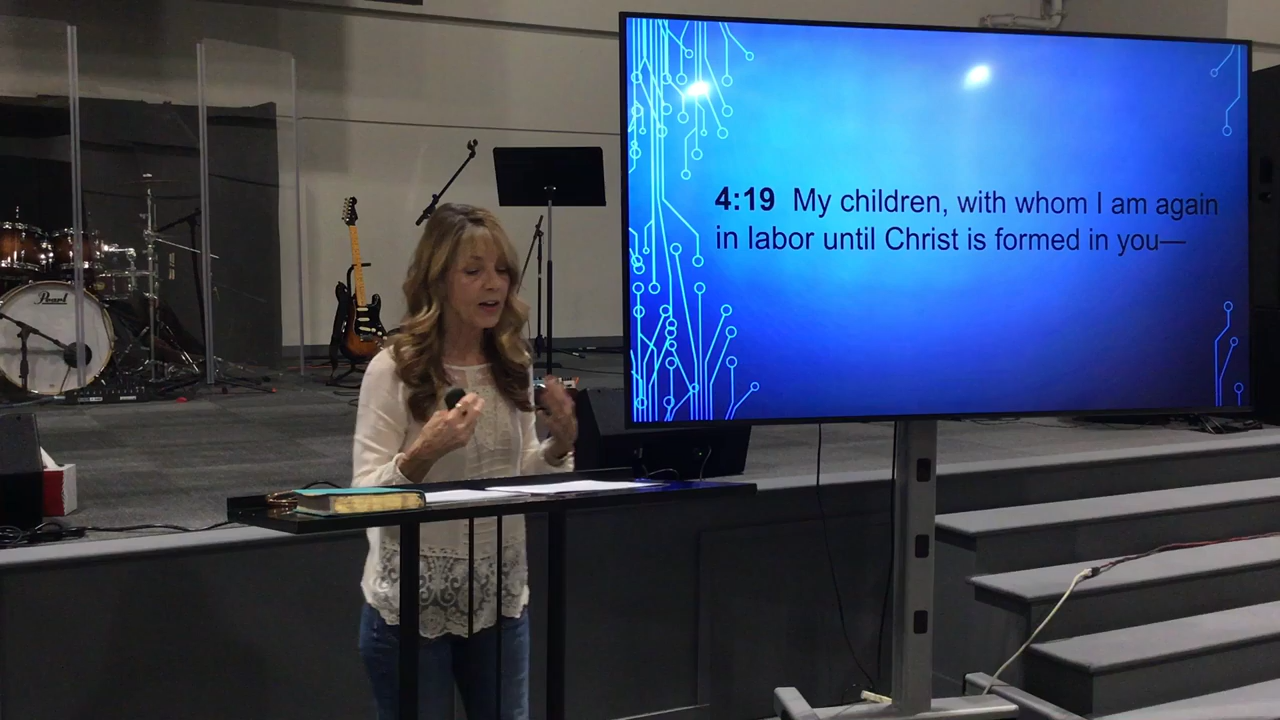 Pearl
4:19 My children, with whom I am again
in labor until Christ is formed in you—